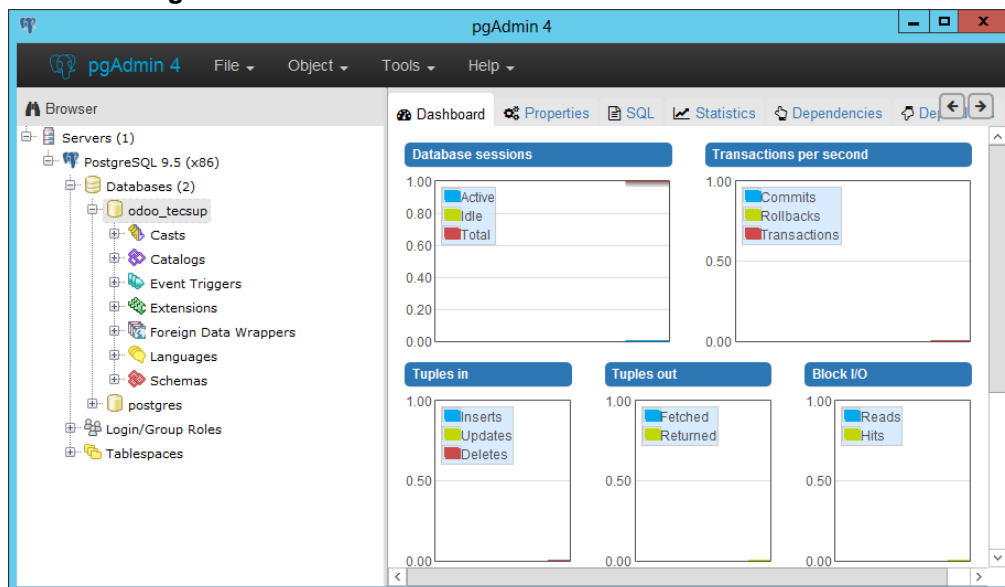 pgAdmin 4
pgAdmin 4 File Object Tools Help
Browser
Servers (1)
PostgreSQL 9.5 (x86)
Databases (2)
odoo_tecsup
Casts
Catalogs
Event Triggers
Extensions
Foreign Data Wrappers
Languages
Schemas
postgres
Login/Group Roles
Tablespaces
Dashboard Properties SQL Statistics Dependencies
Database sessions
1.00
0.80
0.60
0.40
0.20
0.00
Active
Idle
Total
Transactions per second
1.00
0.50
0.00
Commits
Rollbacks
Transactions
Tuples in
1.00
0.50
0.00
Inserts
Updates
Deletes
Tuples out
1.00
0.50
0.00
Fetched
Returned
Block I/O
1.00
0.50
0.00
Reads
Hits